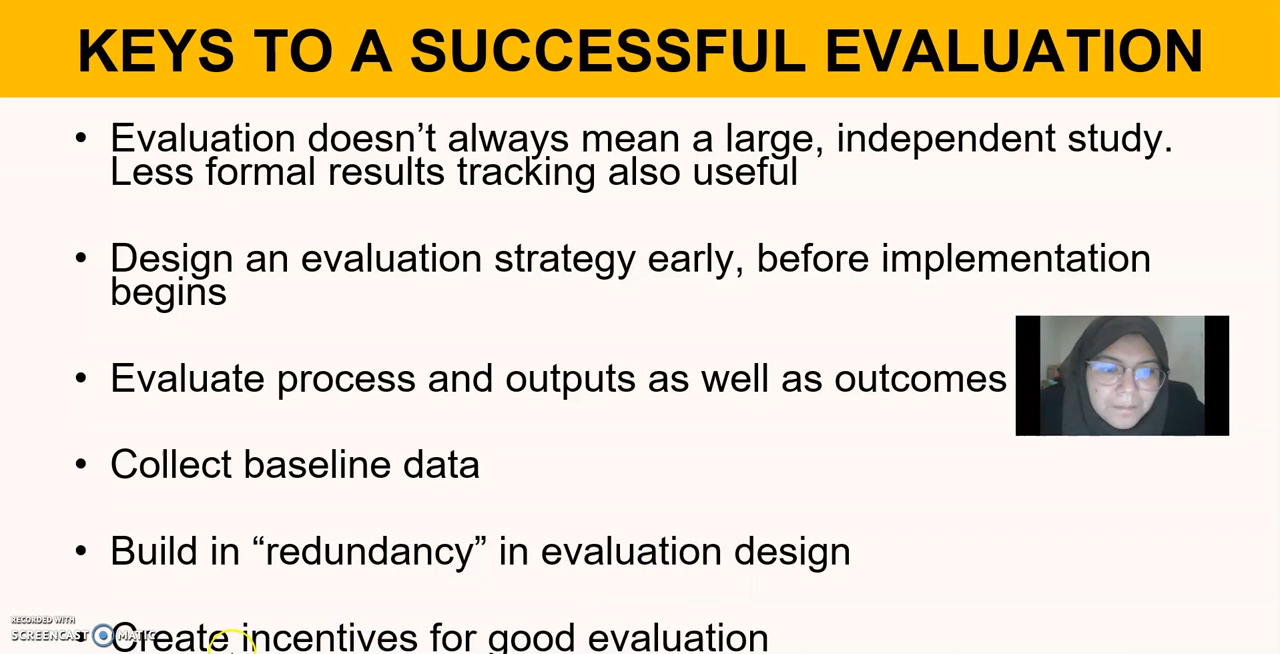 KEYS TO A SUCCESSFUL EVALUATION
• Evaluation doesn’t always mean a large, independent study.
Less formal results tracking also useful
• Design an evaluation strategy early, before implementation
begins
• Evaluate process and outputs as well as outcomes
• Collect baseline data
• Build in “redundancy” in evaluation design
RECORDED WITH
SCREENCAST MATIC
• Create incentives for good evaluation